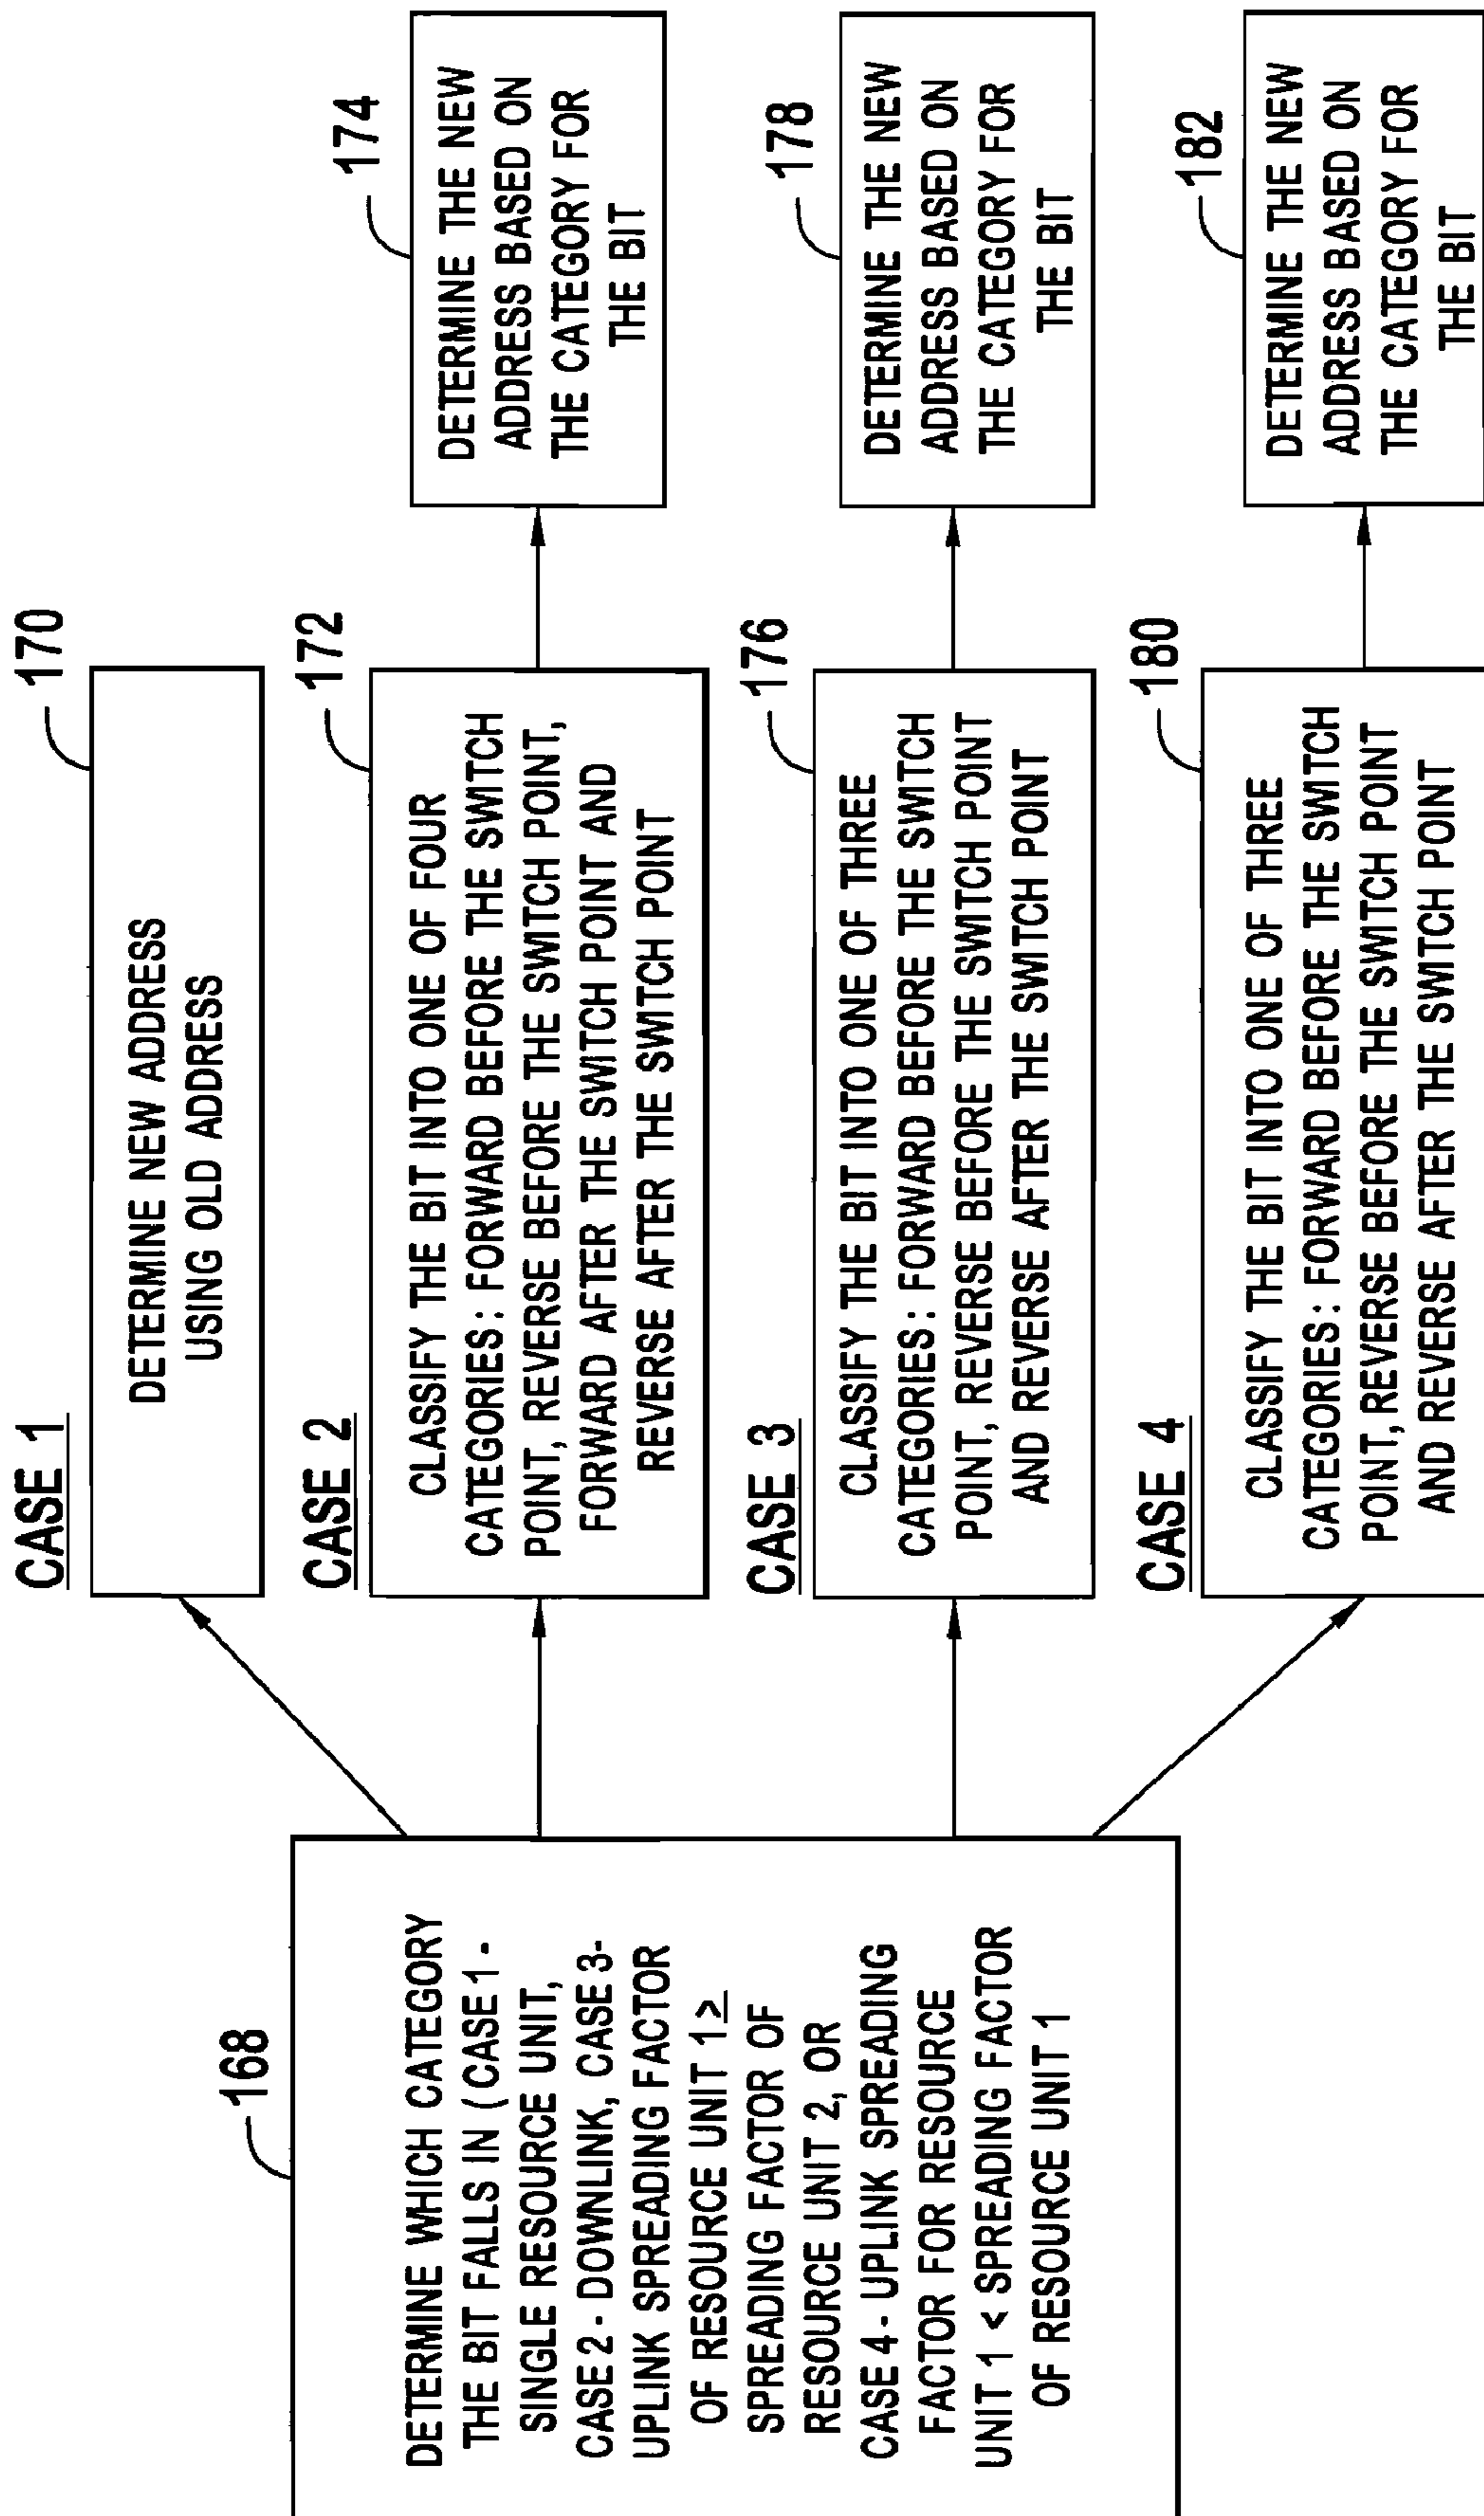 168
DETERMINE WHICH CATEGORY
THE BIT FALLS IN (CASE 1 -
SINGLE RESOURCE UNIT,
CASE 2 - DOWNLINK, CASE 3-
UPLINK SPREADING FACTOR
OF RESOURCE UNIT 1 ≥
SPREADING FACTOR OF
RESOURCE UNIT 2, OR
CASE 4 - UPLINK SPREADING
FACTOR FOR RESOURCE
UNIT 1 < SPREADING FACTOR
OF RESOURCE UNIT 1
CASE 1
170
DETERMINE NEW ADDRESS
USING OLD ADDRESS
CASE 2
172
CLASSIFY THE BIT INTO ONE OF FOUR
CATEGORIES: FORWARD BEFORE THE SWITCH
POINT, REVERSE BEFORE THE SWITCH POINT,
FORWARD AFTER THE SWITCH POINT AND
REVERSE AFTER THE SWITCH POINT
174
DETERMINE THE NEW
ADDRESS BASED ON
THE CATEGORY FOR
THE BIT
CASE 3
176
CLASSIFY THE BIT INTO ONE OF THREE
CATEGORIES: FORWARD BEFORE THE SWITCH
POINT, REVERSE BEFORE THE SWITCH POINT
AND REVERSE AFTER THE SWITCH POINT
178
DETERMINE THE NEW
ADDRESS BASED ON
THE CATEGORY FOR
THE BIT
CASE 4
180
CLASSIFY THE BIT INTO ONE OF THREE
CATEGORIES: FORWARD BEFORE THE SWITCH
POINT, REVERSE BEFORE THE SWITCH POINT
AND REVERSE AFTER THE SWITCH POINT
182
DETERMINE THE NEW
ADDRESS BASED ON
THE CATEGORY FOR
THE BIT